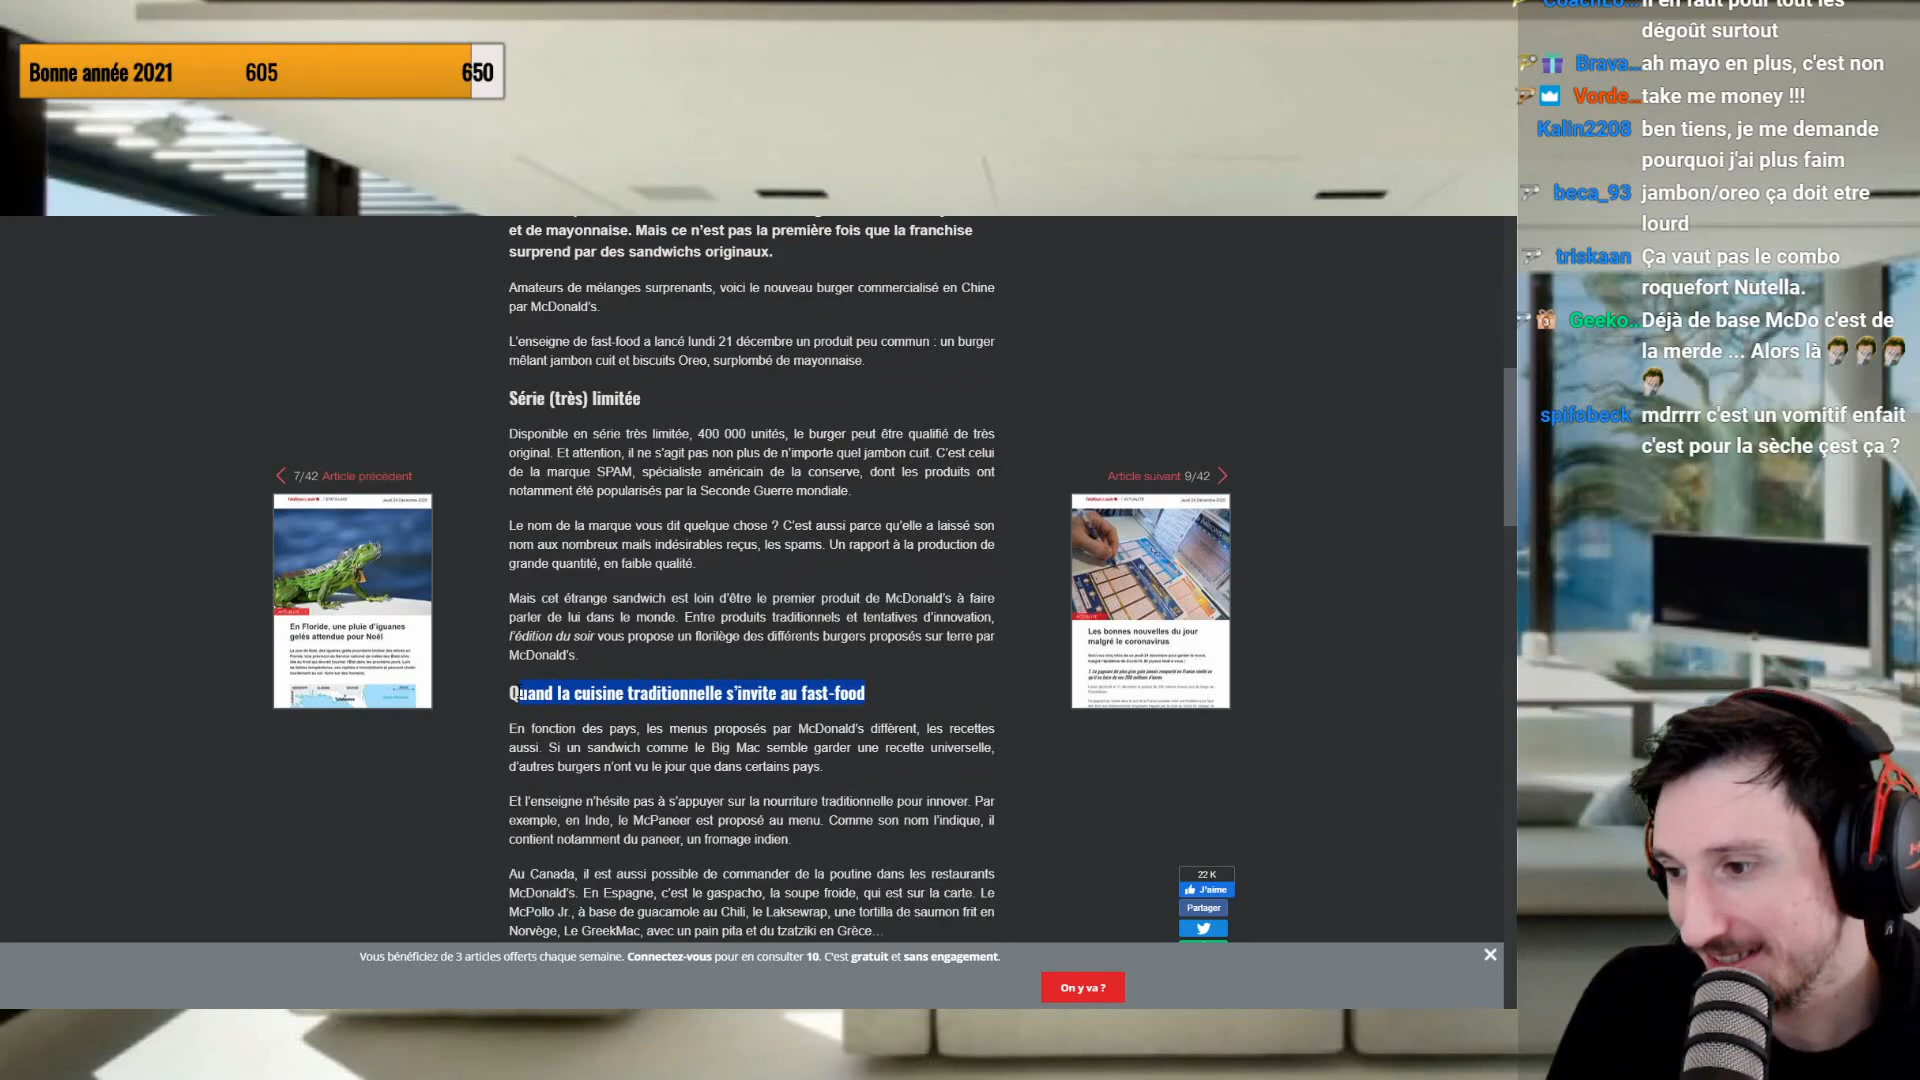 Bonne année 2021 605 650
et de mayonnaise. Mais ce n’est pas la première fois que la franchise
surprend par des sandwichs originaux.
Amateurs de mélanges surprenants, voici le nouveau burger commercialisé en Chine
par McDonald’s.
L’enseigne de fast-food a lancé lundi 21 décembre un produit peu commun : un burger
mêlant jambon cuit et biscuits Oreo, surplombé de mayonnaise.
Série (très) limitée
Disponible en série très limitée, 400 000 unités, le burger peut être qualifié de très
original. Et attention, il ne s’agit pas non plus de n’importe quel jambon cuit. C’est celui
de la marque SPAM, spécialiste américain de la conserve, dont les produits ont
notamment été popularisés par la Seconde Guerre mondiale.
Le nom de la marque vous dit quelque chose ? C’est aussi parce qu’elle a laissé son
nom aux nombreux mails indésirables reçus, les spams. Un rapport à la production de
grande quantité, en faible qualité.
Mais cet étrange sandwich est loin d’être le premier produit de McDonald’s à faire
parler de lui dans le monde. Entre produits traditionnels et tentatives d’innovation,
l’édition du soir vous propose un florilège des différents burgers proposés sur terre par
McDonald’s.
Quand la cuisine traditionnelle s’invite au fast-food
En fonction des pays, les menus proposés par McDonald’s diffèrent, les recettes
aussi. Si un sandwich comme le Big Mac semble garder une recette universelle,
d’autres burgers n’ont vu le jour que dans certains pays.
Et l’enseigne n’hésite pas à s’appuyer sur la nourriture traditionnelle pour innover. Par
exemple, en Inde, le McPaneer est proposé au menu. Comme son nom l’indique, il
contient notamment du paneer, un fromage indien.
Au Canada, il est aussi possible de commander de la poutine dans les restaurants
McDonald’s. En Espagne, c’est le gaspacho, la soupe froide, qui est sur la carte. Le
McPollo Jr., à base de guacamole au Chili, le Laksewrap, une tortilla de saumon frit en
Norvège, Le GreekMac, avec un pain pita et du tzatziki en Grèce…
7/42 Article précédent
En Floride, une pluie d’iguanes
gelés attendue pour Noël
Article suivant 9/42
Les bonnes nouvelles du jour
malgré le coronavirus
22 K
J’aime
Partager
Vous bénéficiez de 3 articles offerts chaque semaine. Connectez-vous pour en consulter 10. C'est gratuit et sans engagement.
On y va ?
il en faut pour tout les
dégoût surtout
Brava... ah mayo en plus, c'est non
Vorde... take me money !!!
Kalin2208 ben tiens, je me demande
pourquoi j'ai plus faim
beca_93 jambon/oreo ça doit etre
lourd
triskaan Ça vaut pas le combo
roquefort Nutella.
Geeko... Déjà de base McDo c'est de
la merde ... Alors là
spifobeck mdrrrr c'est un vomitif enfait
c'est pour la sèche çest ça ?